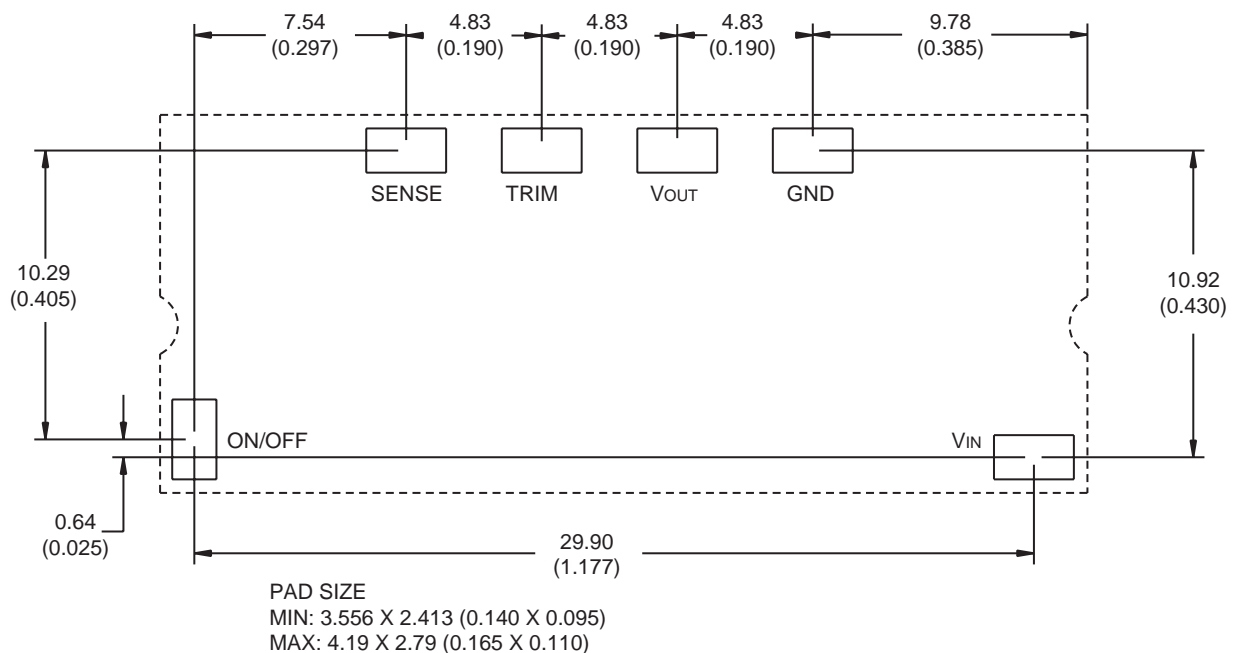 7.54
(0.297)
4.83
(0.190)
4.83
(0.190)
4.83
(0.190)
9.78
(0.385)
SENSE
TRIM
VOUT
GND
10.29
(0.405)
10.92
(0.430)
ON/OFF
VIN
0.64
(0.025)
29.90
(1.177)
PAD SIZE
MIN: 3.556 X 2.413 (0.140 X 0.095)
MAX: 4.19 X 2.79 (0.165 X 0.110)